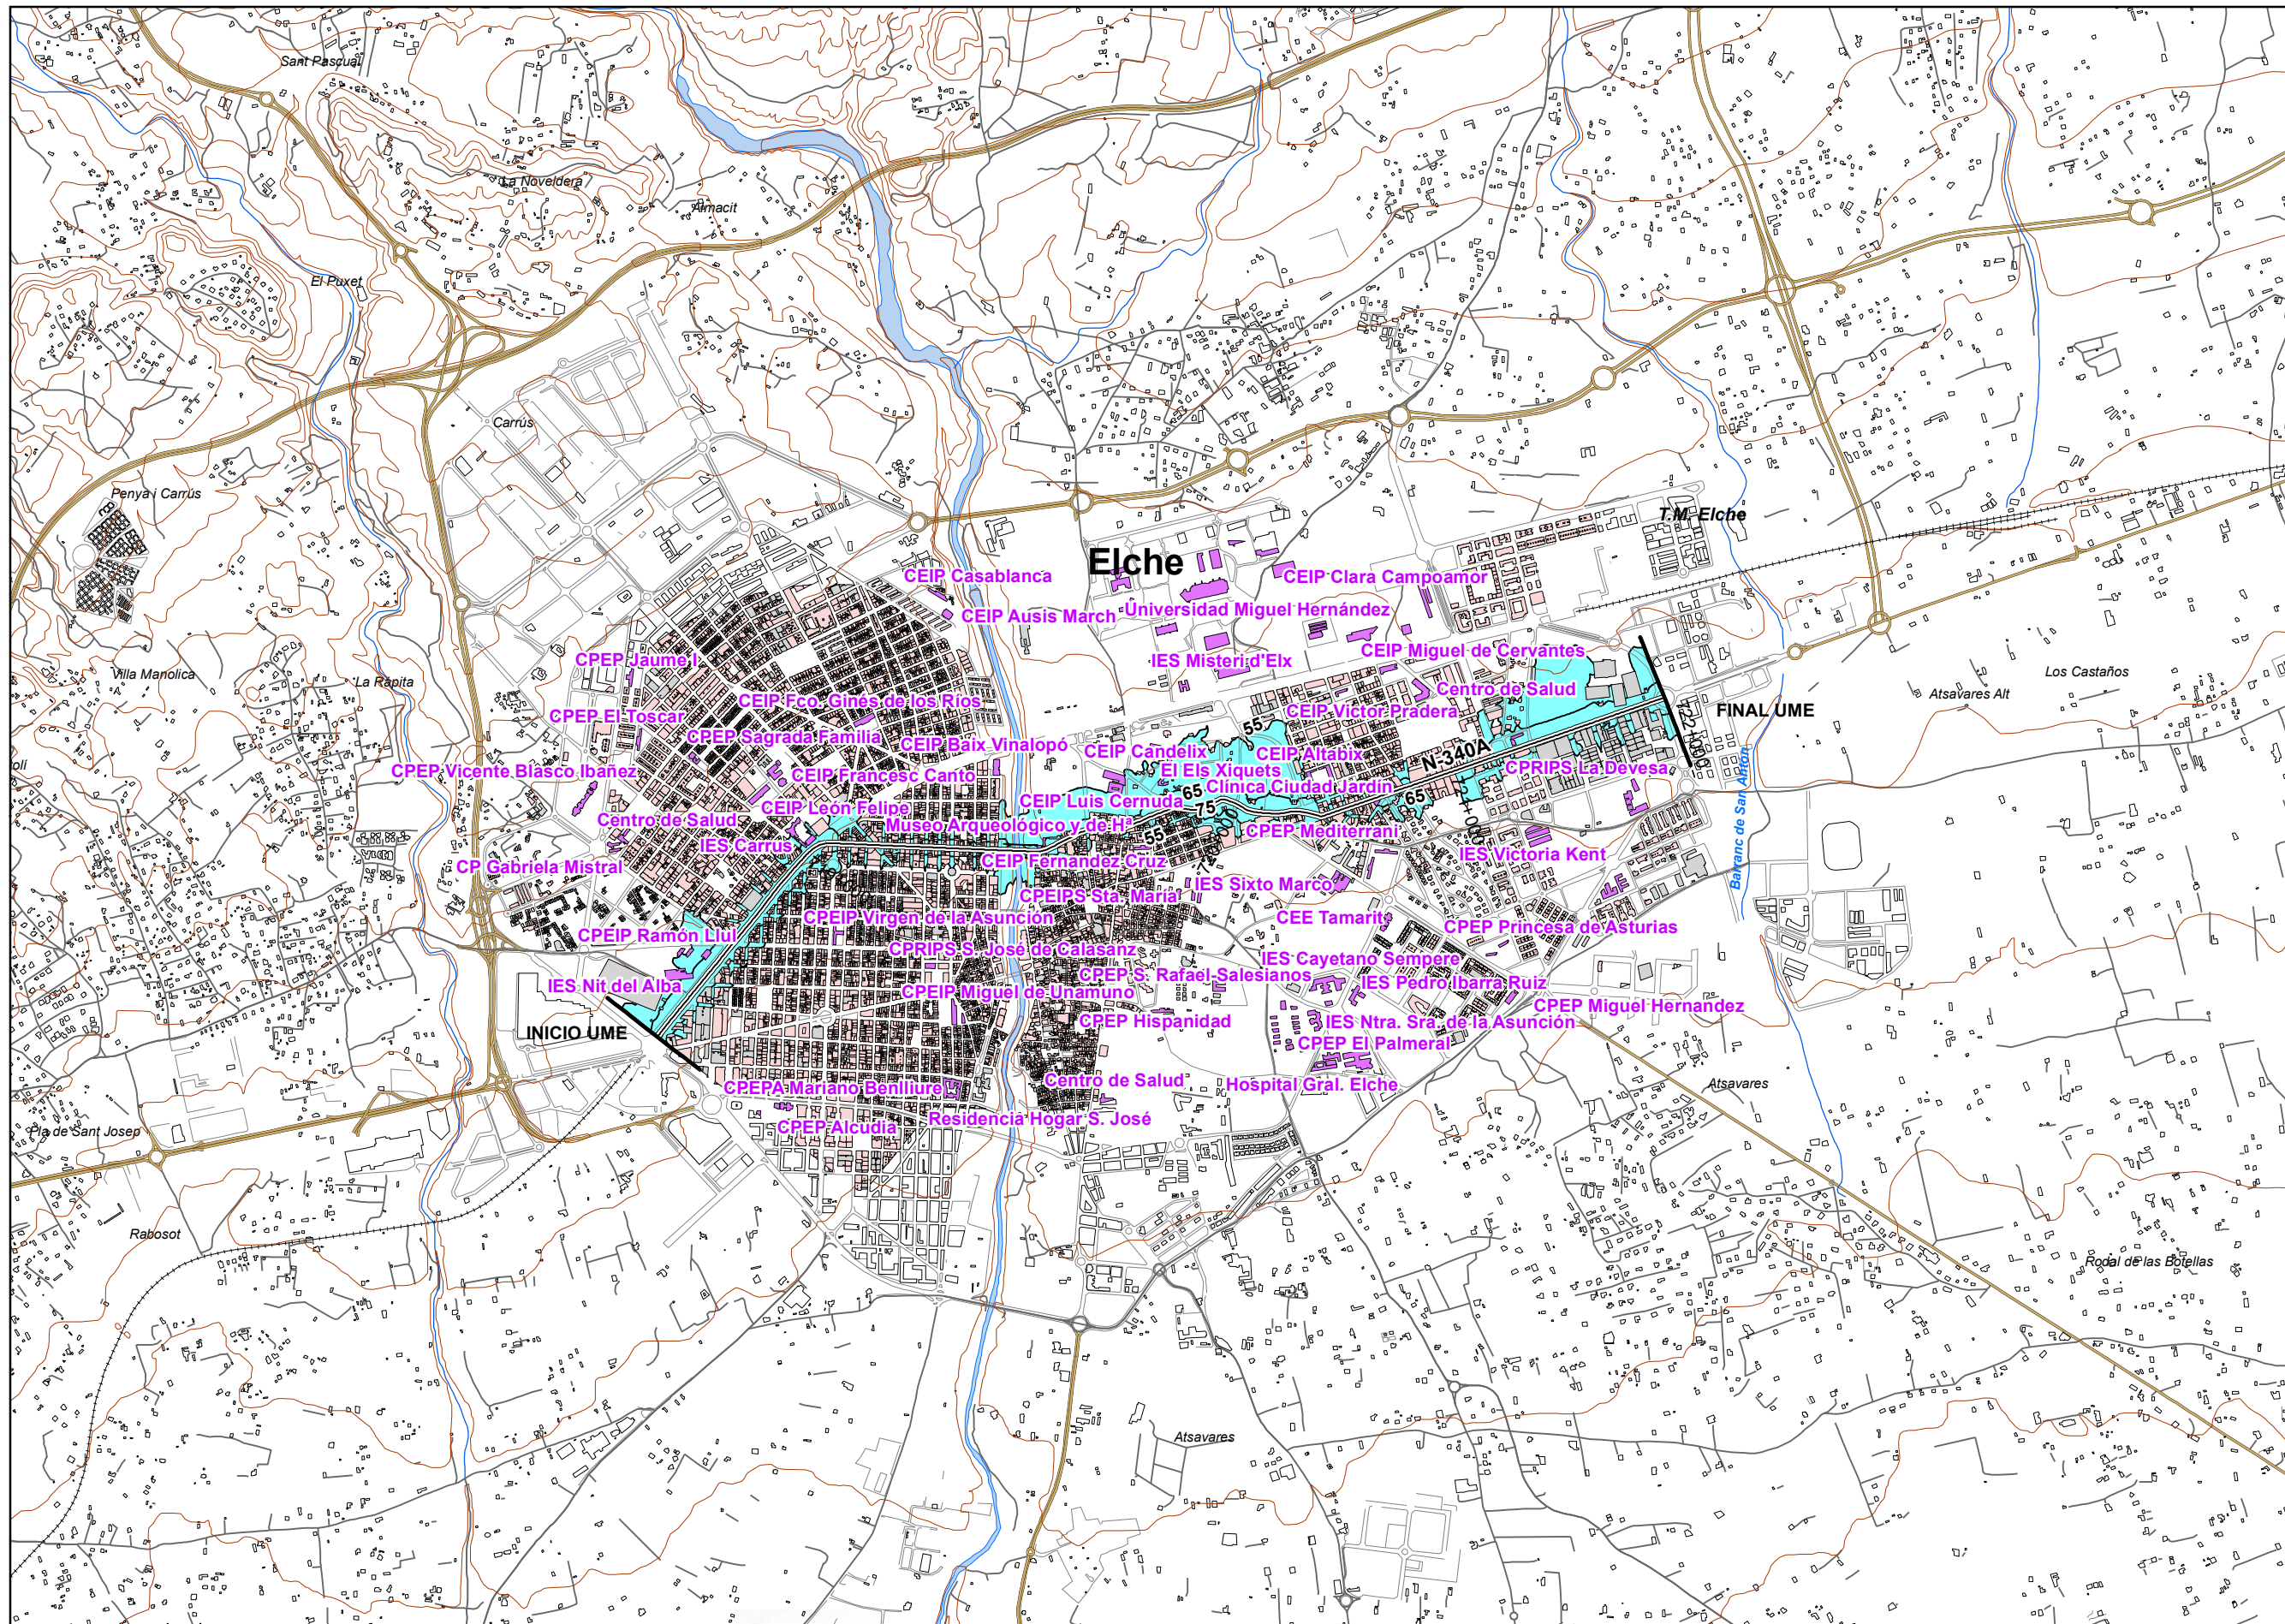 Sant Pascual
La Noveldera
Almacit
El Puxet
Carrús
Penya i Carrús
T.M. Elche
Elche
CEIP Casablanca
CEIP Clara Campoamor
CEIP Ausis March
Universidad Miguel Hernández
CPEP Jaume I
IES Misteri d'Elx
CEIP Miguel de Cervantes
Villa Manolica
La Ràpita
Los Castaños
Atsavares Alt
Centro de Salud
CEIP Fco. Gines de los Ríos
CEIP Victor Pradera
FINAL UME
CPEP El Toscar
55
CPEP Sagrada Familia
CEIP Baix Vinalopó
CEIP Candelix
CEIP Altabix
N-340A
722+000
CPEP Vicente Blasco Ibañez
CEIP Francesc Canto
El Els Xiquets
CPRIPS La Devesa
Clínica Ciudad Jardín
65
65
CEIP León Felipe
CEIP Luis Cernuda
75
Centro de Salud
Museo Arqueológico y de Hª
55
CPEP Mediterrani
IES Carrus
IES Victoria Kent
CP Gabriela Mistral
CEIP Fernandez Cruz
Barranc de San Antón
IES Sixto Marco
CPEIPS Sta. María
CPEIP Virgen de la Asunción
CEE Tamarit
CPEP Princesa de Asturias
CPEIP Ramón Llul
CPRIPS S. José de Calasanz
IES Cayetano Sempere
CPEP S. Rafael-Salesianos
IES Nit del Alba
IES Pedro Ibarra Ruiz
CPEIP Miguel de Unamuno
CPEP Miguel Hernandez
CPEP Hispanidad
IES Ntra. Sra. de la Asunción
INICIO UME
CPEP El Palmeral
CPEPA Mariano Benlliure
Centro de Salud
Hospital Gral. Elche
Atsavares
Residencia Hogar S. José
CPEP Alcudia
Pla de Sant Josep
Rabosot
Rodal de las Botellas
Atsavares